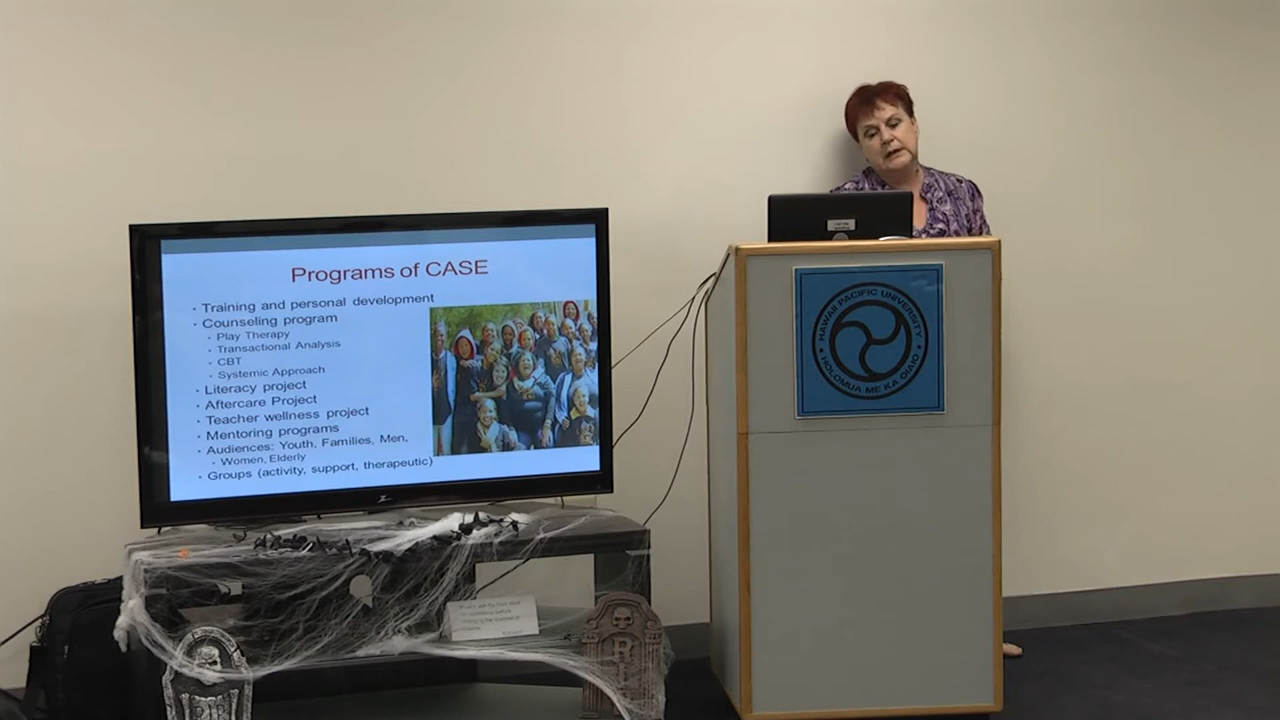 Programs of CASE
Training and personal development
Counseling program
Play Therapy
Transactional Analysis
CBT
Systemic Approach
Literacy project
Aftercare Project
Teacher wellness project
Mentoring programs
Audiences: Youth, Families, Men,
Women, Elderly
Groups (activity, support, therapeutic)
HAWAII PACIFIC UNIVERSITY
HOLOMUA ME KA OIAIO